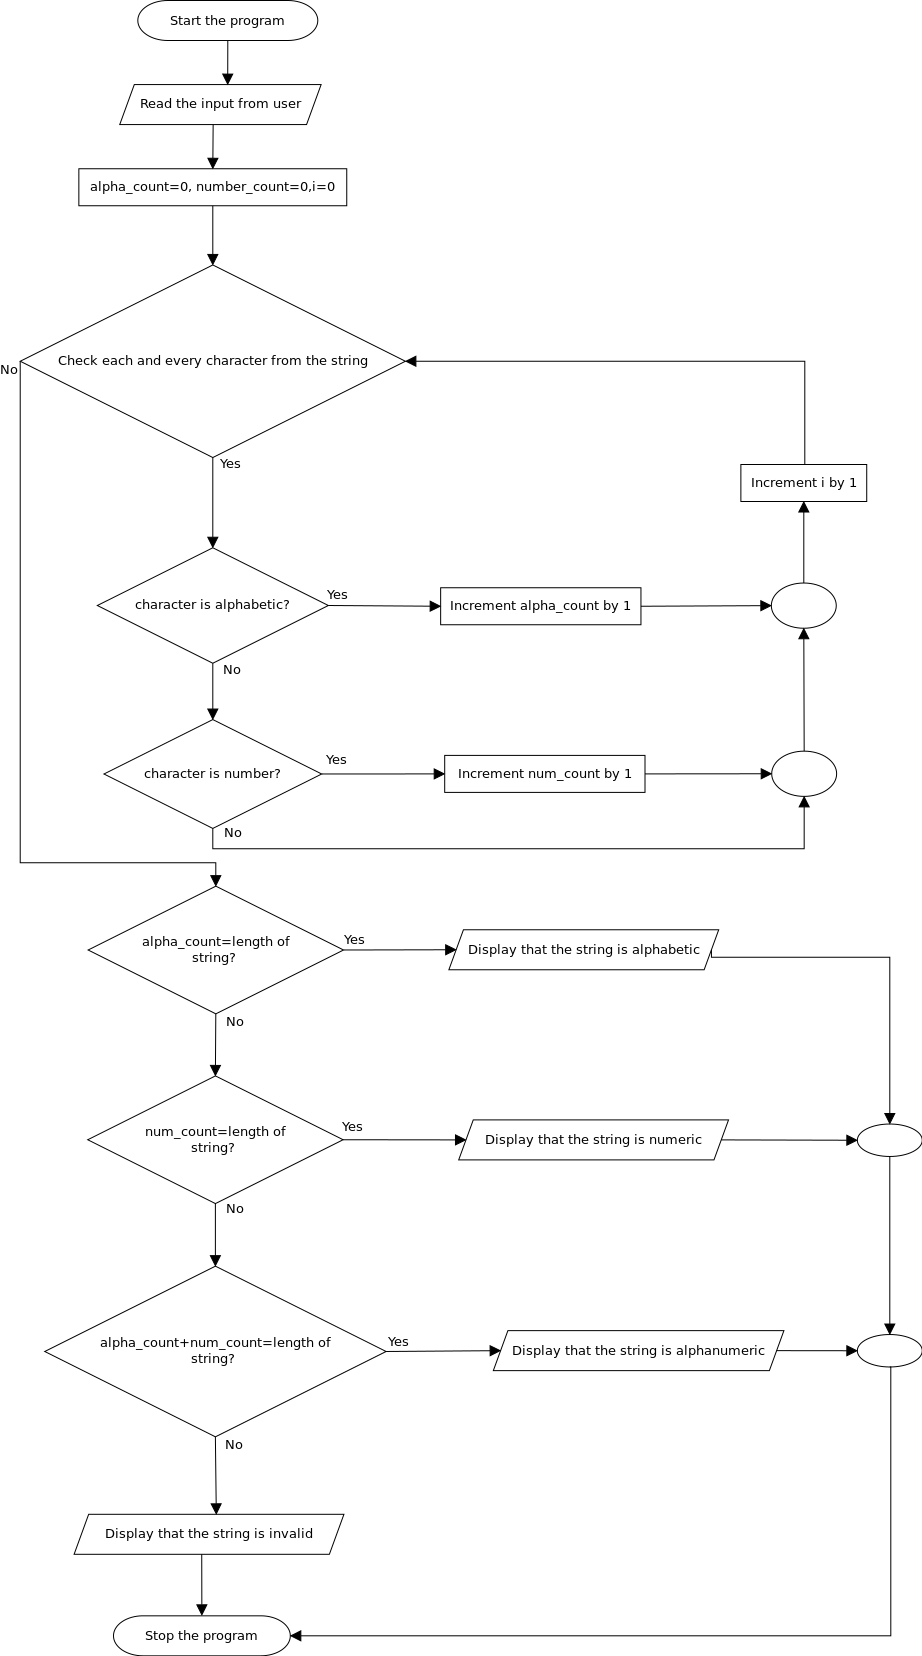 Start the program
Read the input from user
alpha_count=0, number_count=0,i=0
Check each and every character from the string
No
Yes
Increment i by 1
character is alphabetic?
Yes
Increment alpha_count by 1
No
character is number?
Yes
Increment num_count by 1
No
alpha_count=length of
string?
Yes
Display that the string is alphabetic
No
num_count=length of
string?
Yes
Display that the string is numeric
No
alpha_count+num_count=length of
string?
Yes
Display that the string is alphanumeric
No
Display that the string is invalid
Stop the program